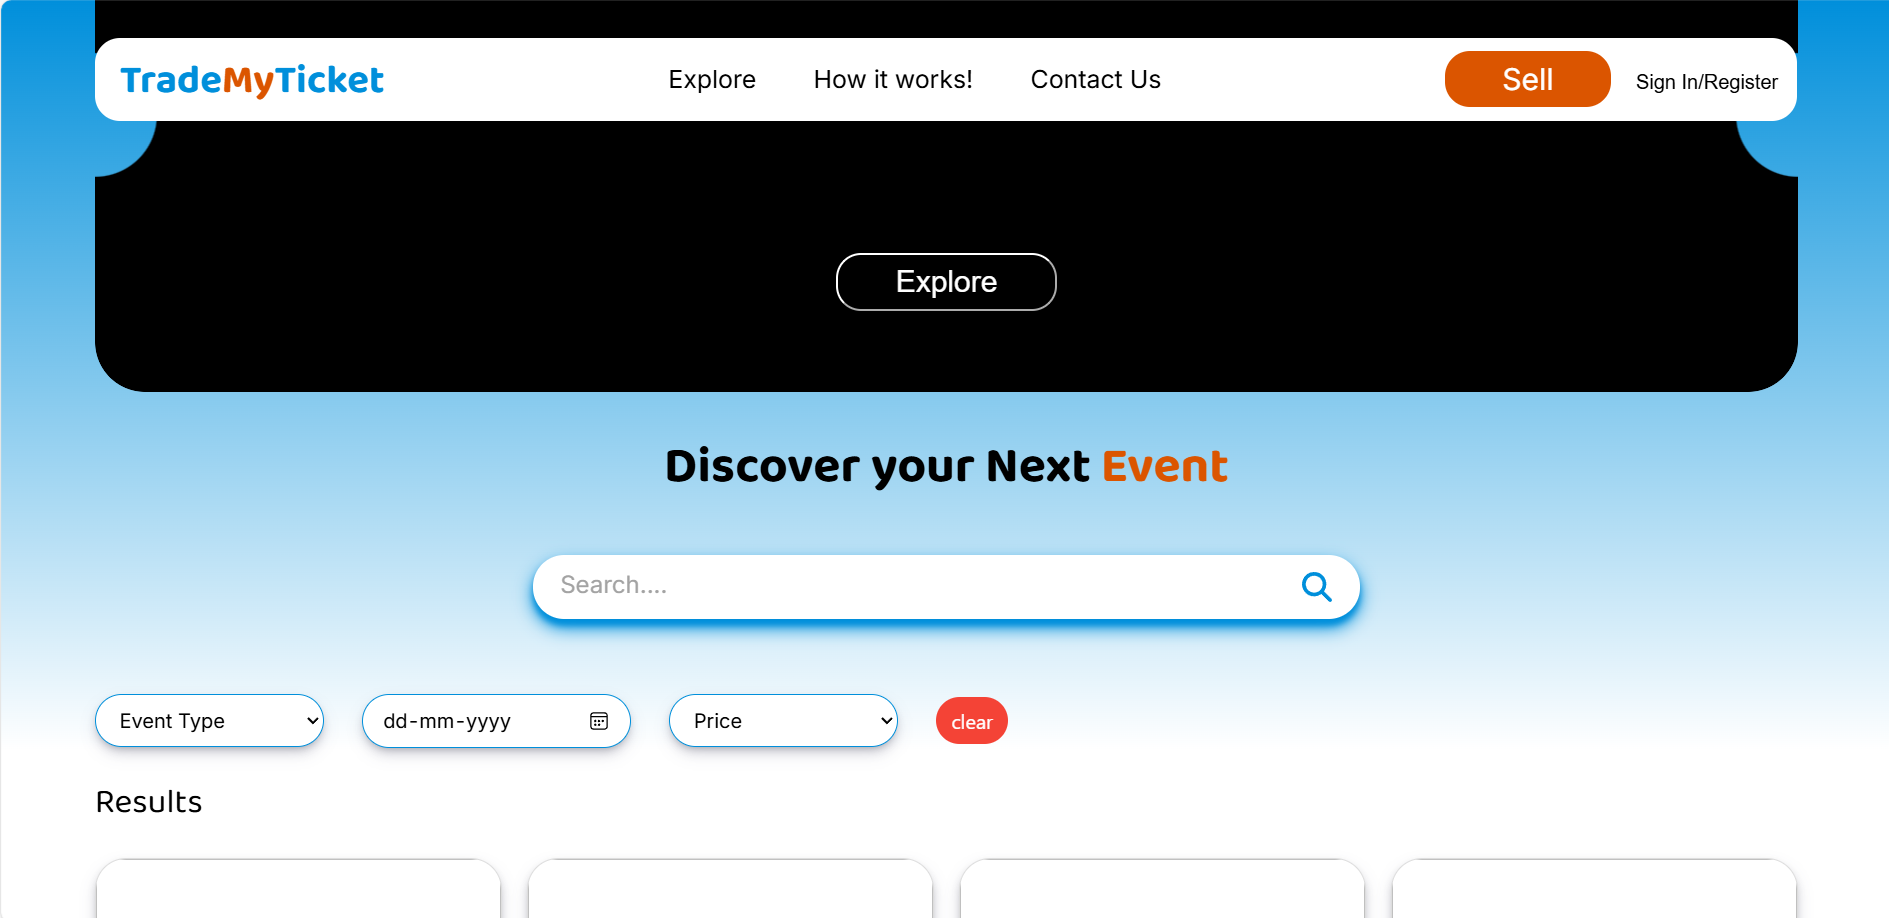 TradeMyTicket Explore How it works! Contact Us Sell Sign In/Register
Explore
Discover your Next Event
Search....
Event Type dd-mm-yyyy Price clear
Results